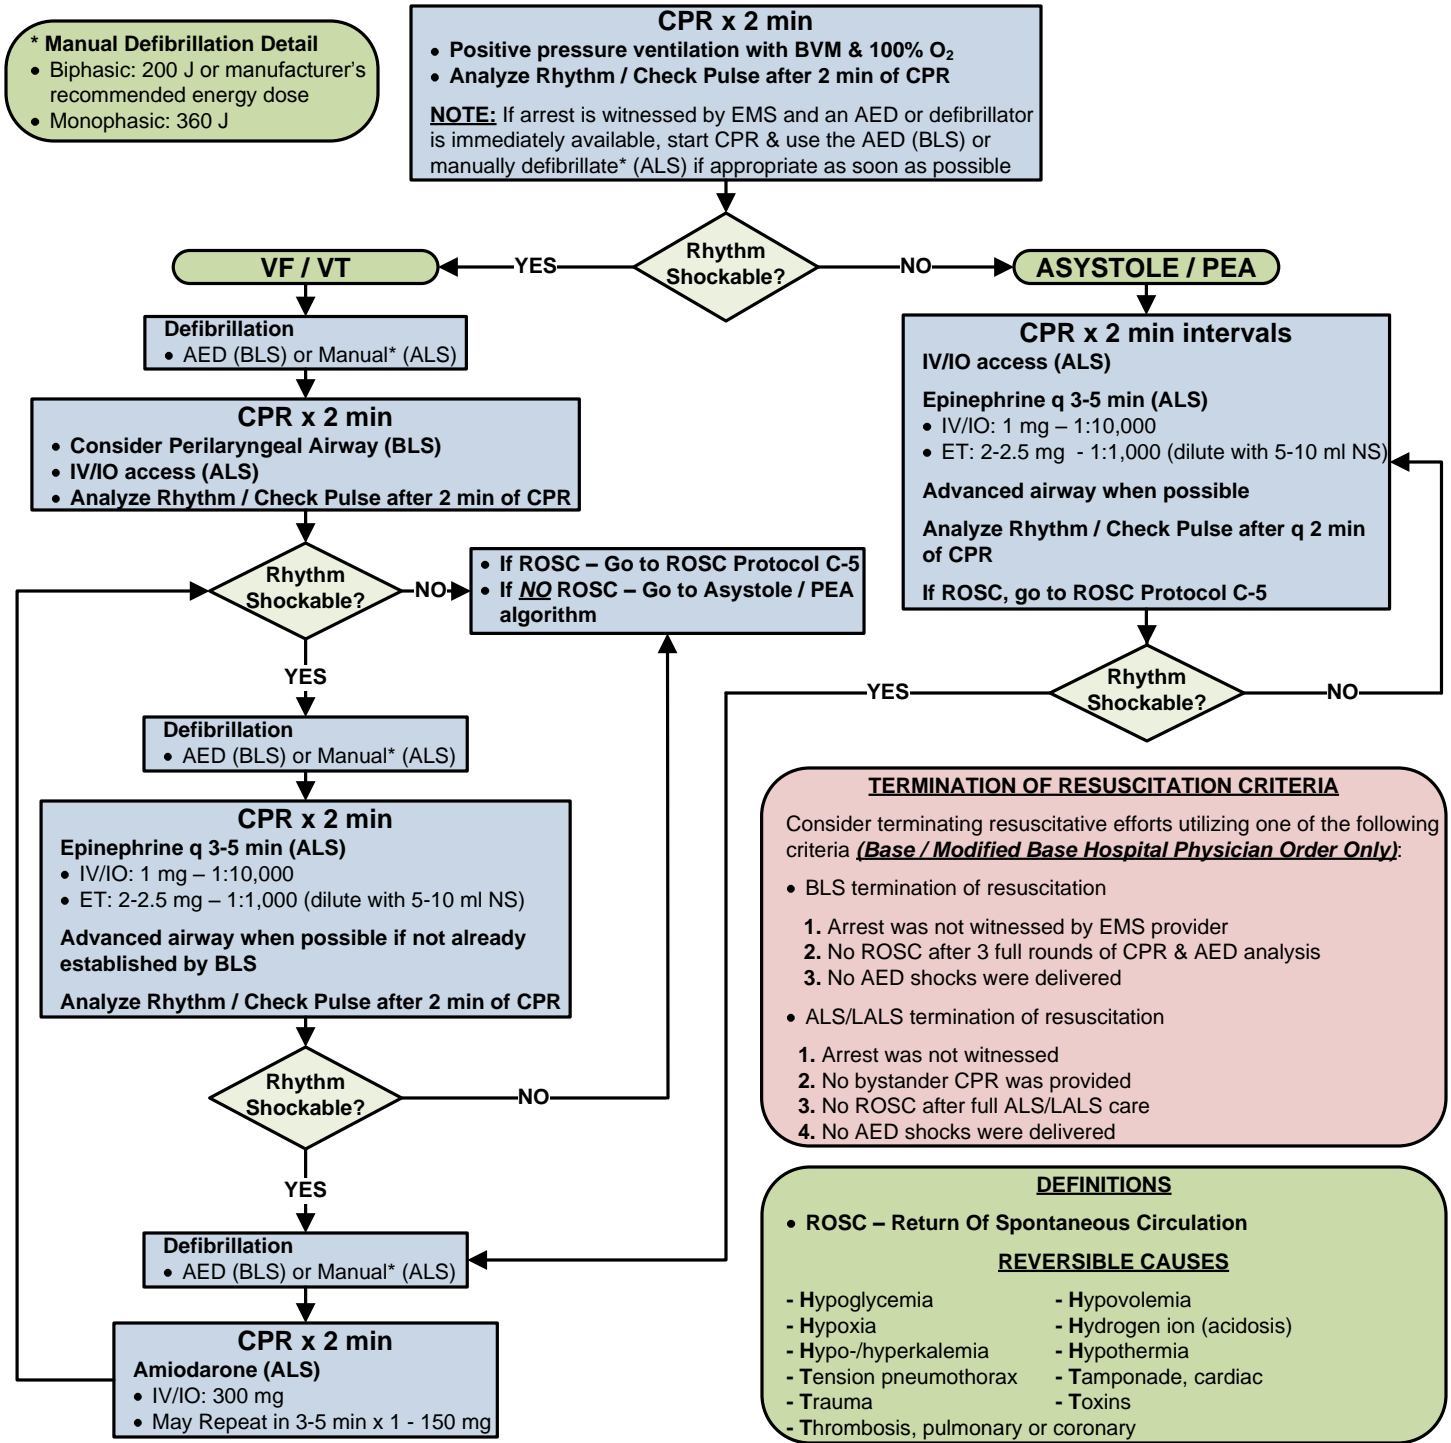 * Manual Defibrillation Detail
• Biphasic: 200 J or manufacturer's
recommended energy dose
• Monophasic: 360 J
CPR x 2 min
• Positive pressure ventilation with BVM & 100% O₂
• Analyze Rhythm / Check Pulse after 2 min of CPR
NOTE: If arrest is witnessed by EMS and an AED or defibrillator
is immediately available, start CPR & use the AED (BLS) or
manually defibrillate* (ALS) if appropriate as soon as possible
Rhythm
Shockable?
YES
NO
VF / VT
Defibrillation
• AED (BLS) or Manual* (ALS)
CPR x 2 min
• Consider Perilaryngeal Airway (BLS)
• IV/IO access (ALS)
• Analyze Rhythm / Check Pulse after 2 min of CPR
Rhythm
Shockable?
NO
• If ROSC – Go to ROSC Protocol C-5
• If NO ROSC – Go to Asystole / PEA
algorithm
YES
Defibrillation
• AED (BLS) or Manual* (ALS)
CPR x 2 min
Epinephrine q 3-5 min (ALS)
• IV/IO: 1 mg – 1:10,000
• ET: 2-2.5 mg – 1:1,000 (dilute with 5-10 ml NS)
Advanced airway when possible if not already
established by BLS
Analyze Rhythm / Check Pulse after 2 min of CPR
Rhythm
Shockable?
NO
YES
Defibrillation
• AED (BLS) or Manual* (ALS)
CPR x 2 min
Amiodarone (ALS)
• IV/IO: 300 mg
• May Repeat in 3-5 min x 1 - 150 mg
ASYSTOLE / PEA
CPR x 2 min intervals
IV/IO access (ALS)
Epinephrine q 3-5 min (ALS)
• IV/IO: 1 mg – 1:10,000
• ET: 2-2.5 mg - 1:1,000 (dilute with 5-10 ml NS)
Advanced airway when possible
Analyze Rhythm / Check Pulse after q 2 min
of CPR
If ROSC, go to ROSC Protocol C-5
Rhythm
Shockable?
YES
NO
TERMINATION OF RESUSCITATION CRITERIA
Consider terminating resuscitative efforts utilizing one of the following
criteria (Base / Modified Base Hospital Physician Order Only):
• BLS termination of resuscitation
1. Arrest was not witnessed by EMS provider
2. No ROSC after 3 full rounds of CPR & AED analysis
3. No AED shocks were delivered
• ALS/LALS termination of resuscitation
1. Arrest was not witnessed
2. No bystander CPR was provided
3. No ROSC after full ALS/LALS care
4. No AED shocks were delivered
DEFINITIONS
• ROSC – Return Of Spontaneous Circulation
REVERSIBLE CAUSES
- Hypoglycemia - Hypovolemia
- Hypoxia - Hydrogen ion (acidosis)
- Hypo-/hyperkalemia - Hypothermia
- Tension pneumothorax - Tamponade, cardiac
- Trauma - Toxins
- Thrombosis, pulmonary or coronary